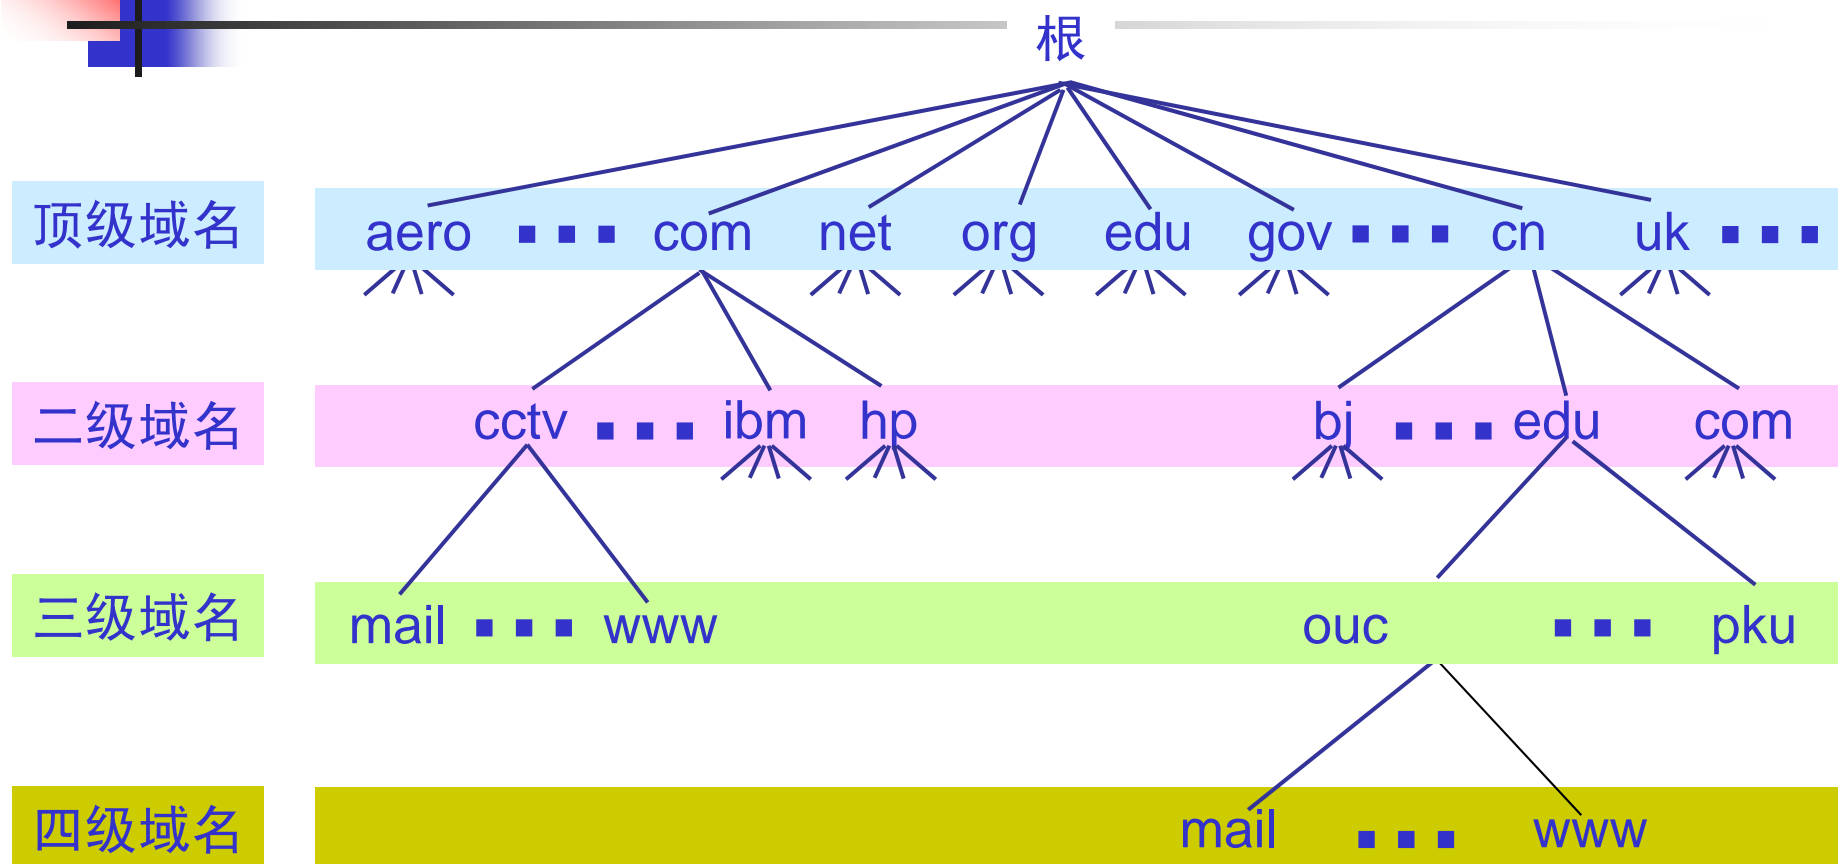 根
顶级域名 aero ▪▪▪ com net org edu gov ▪▪▪ cn uk ▪▪▪
二级域名 cctv ▪▪▪ ibm hp bj ▪▪▪ edu com
三级域名 mail ▪▪▪ www ouc ▪▪▪ pku
四级域名 mail ▪▪▪ www